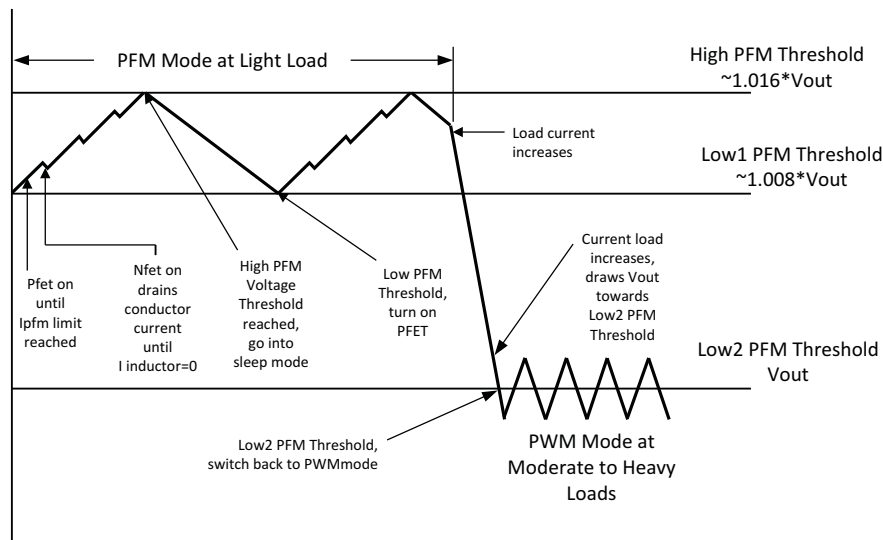 PFM Mode at Light Load
High PFM Threshold
~1.016*Vout
Load current
increases
Low1 PFM Threshold
~1.008*Vout
Pfet on
until
Ipfm limit
reached
Nfet on
drains
conductor
current
until
I inductor=0
High PFM
Voltage
Threshold
reached,
go into
sleep mode
Low PFM
Threshold,
turn on
PFET
Current load
increases,
draws Vout
towards
Low2 PFM
Threshold
Low2 PFM Threshold
Vout
Low2 PFM Threshold,
switch back to PWMmode
PWM Mode at
Moderate to Heavy
Loads